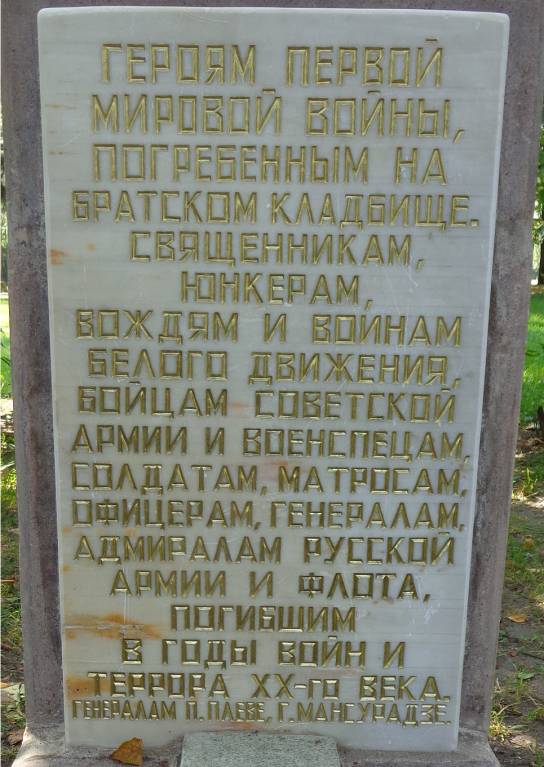 ГЕРОЯМ ПЕРВОЙ
МИРОВОЙ ВОЙНЫ,
ПОГРЕБЕННЫМ НА
БРАТСКОМ КЛАДБИЩЕ.
СВЯЩЕННИКАМ,
ЮНКЕРАМ,
ВОЖДЯМ И ВОИНАМ
БЕЛОГО ДВИЖЕНИЯ,
БОЙЦАМ СОВЕТСКОЙ
АРМИИ И ВОЕНСПЕЦАМ,
СОЛДАТАМ, МАТРОСАМ,
ОФИЦЕРАМ, ГЕНЕРАЛАМ,
АДМИРАЛАМ РУССКОЙ
АРМИИ И ФЛОТА,
ПОГИБШИМ
В ГОДЫ ВОЙН И
ТЕРРОРА XX-ГО ВЕКА.
ГЕНЕРАЛАМ П. ПЛЕВЕ, Г. МАНСУРАДЗЕ.